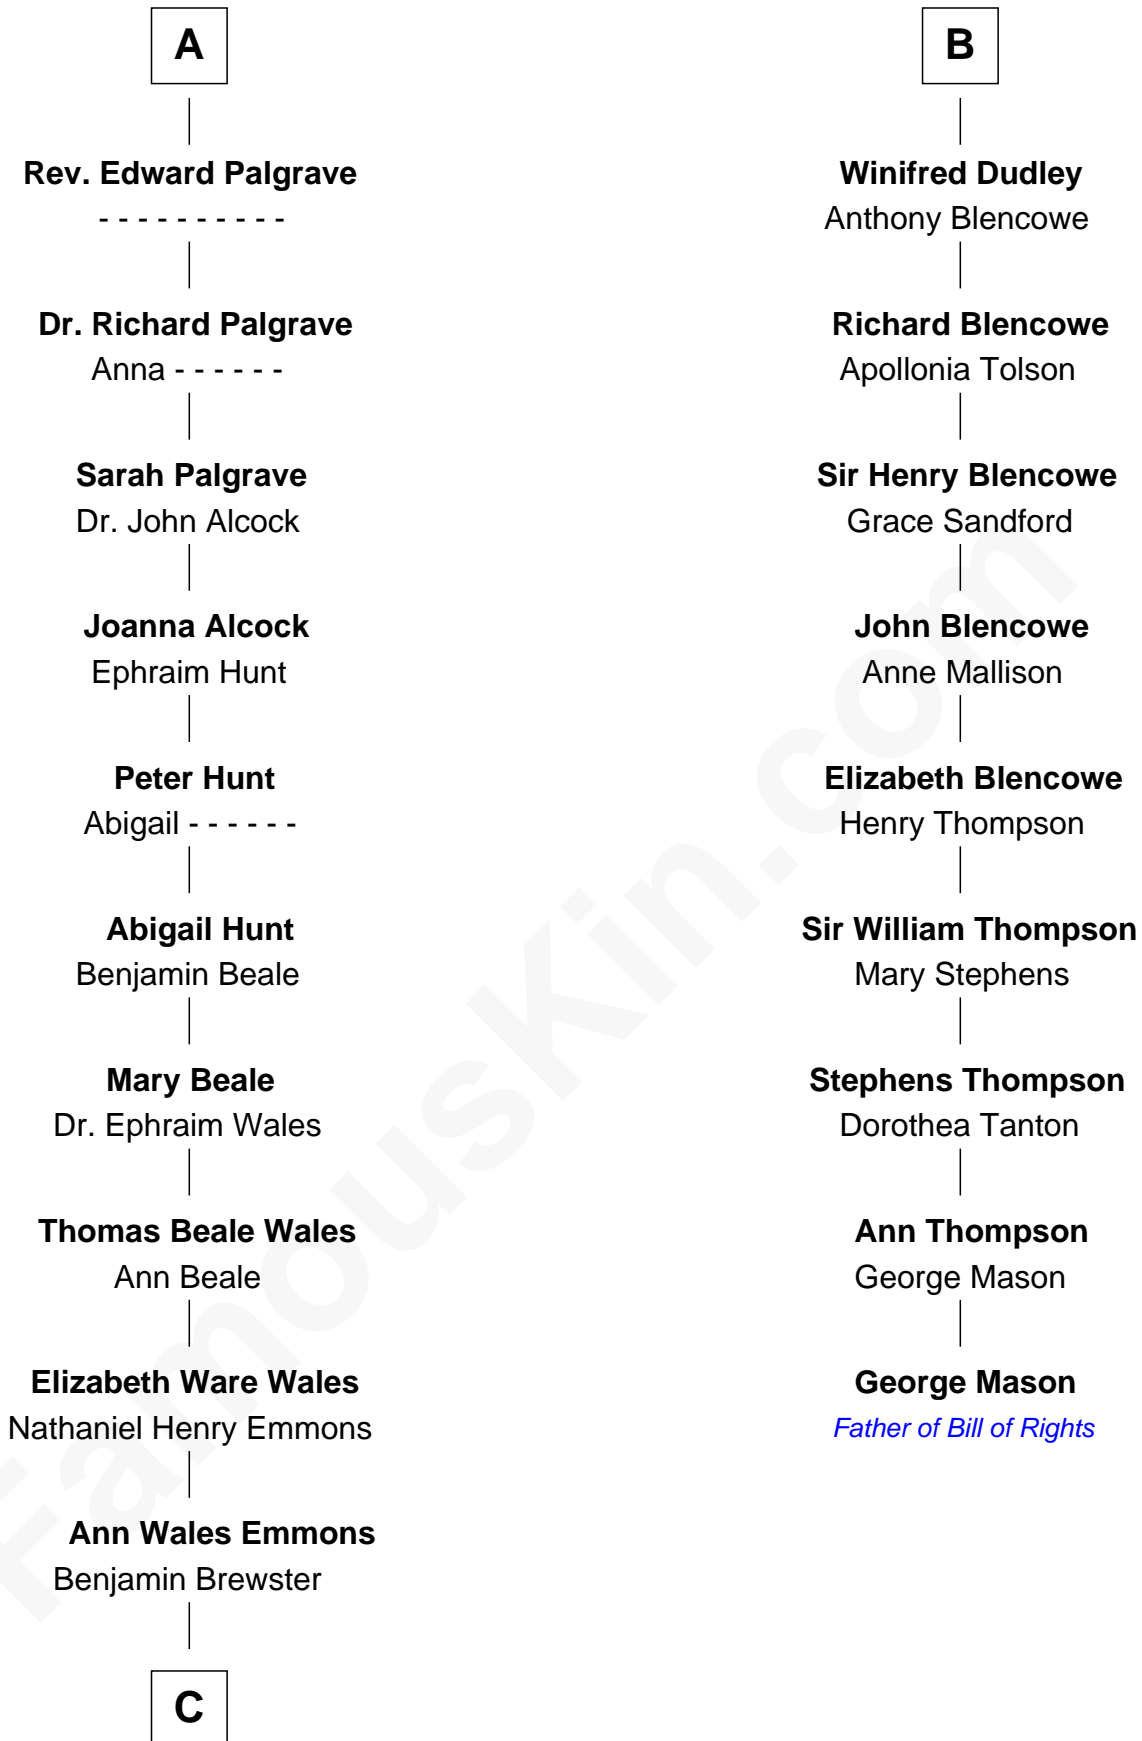 A
Rev. Edward Palgrave
- - - - - - - - - -
Dr. Richard Palgrave
Anna - - - - - -
Sarah Palgrave
Dr. John Alcock
Joanna Alcock
Ephraim Hunt
Peter Hunt
Abigail - - - - - -
Abigail Hunt
Benjamin Beale
Mary Beale
Dr. Ephraim Wales
Thomas Beale Wales
Ann Beale
Elizabeth Ware Wales
Nathaniel Henry Emmons
Ann Wales Emmons
Benjamin Brewster
C
B
Winifred Dudley
Anthony Blencowe
Richard Blencowe
Apollonia Tolson
Sir Henry Blencowe
Grace Sandford
John Blencowe
Anne Mallison
Elizabeth Blencowe
Henry Thompson
Sir William Thompson
Mary Stephens
Stephens Thompson
Dorothea Tanton
Ann Thompson
George Mason
George Mason
Father of Bill of Rights
FamousKin.com